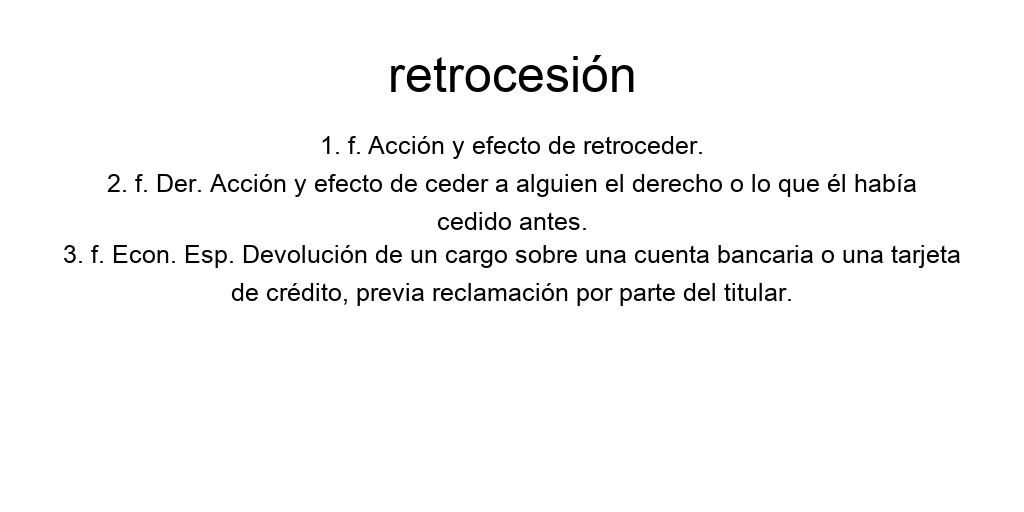 retrocesión
1. f. Acción y efecto de retroceder.
2. f. Der. Acción y efecto de ceder a alguien el derecho o lo que él había
cedido antes.
3. f. Econ. Esp. Devolución de un cargo sobre una cuenta bancaria o una tarjeta
de crédito, previa reclamación por parte del titular.